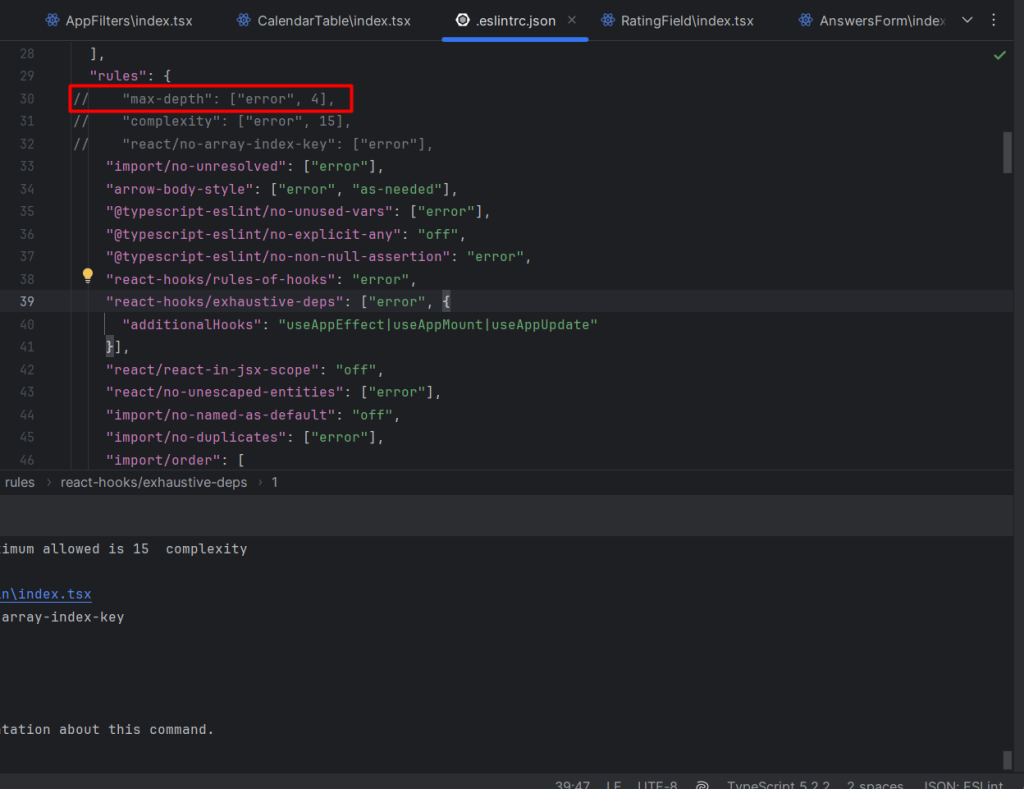 AppFilters\index.tsx CalendarTable\index.tsx .eslintrc.json RatingField\index.tsx AnswersForm\index
28 ],
29 "rules": {
30 // "max-depth": ["error", 4],
31 // "complexity": ["error", 15],
32 // "react/no-array-index-key": ["error"],
33 "import/no-unresolved": ["error"],
34 "arrow-body-style": ["error", "as-needed"],
35 "@typescript-eslint/no-unused-vars": ["error"],
36 "@typescript-eslint/no-explicit-any": "off",
37 "@typescript-eslint/no-non-null-assertion": "error",
38 "react-hooks/rules-of-hooks": "error",
39 "react-hooks/exhaustive-deps": ["error", {
40 "additionalHooks": "useAppEffect|useAppMount|useAppUpdate"
41 }],
42 "react/react-in-jsx-scope": "off",
43 "react/no-unescaped-entities": ["error"],
44 "import/no-named-as-default": "off",
45 "import/no-duplicates": ["error"],
46 "import/order": [
rules › react-hooks/exhaustive-deps › 1
imum allowed is 15 complexity
n\index.tsx
array-index-key
tation about this command.
39:47 LF UTF-8 TypeScript 5.2.2 2 spaces JSON: ESLint